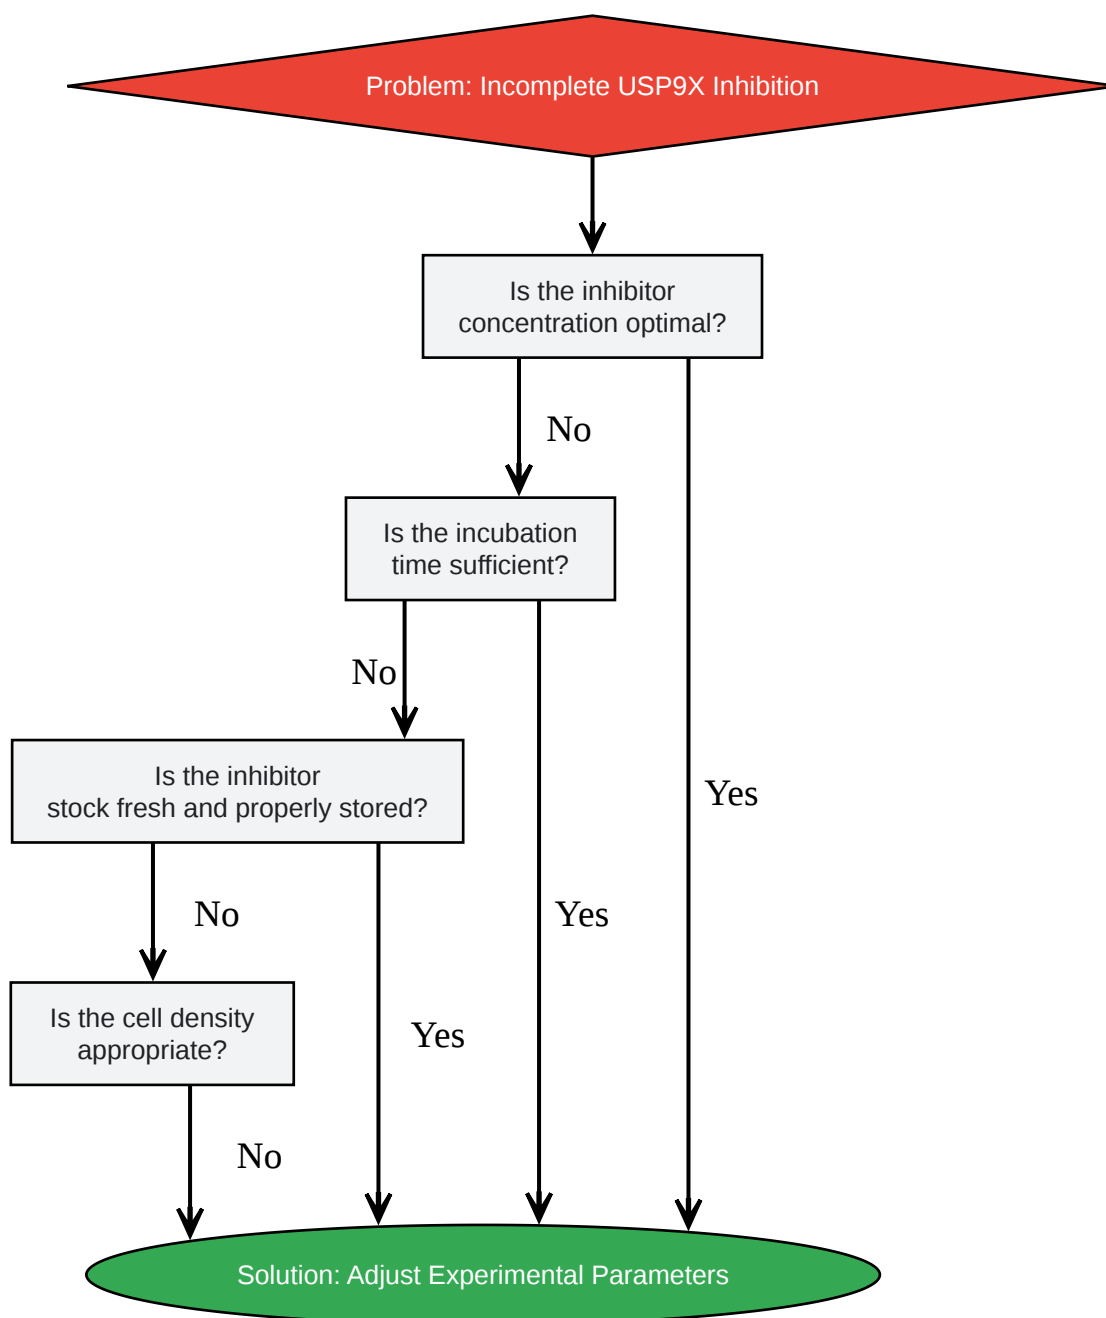 Problem: Incomplete USP9X Inhibition
Is the inhibitor
concentration optimal?
No
Is the incubation
time sufficient?
No
Is the inhibitor
stock fresh and properly stored?
Yes
No
Yes
Is the cell density
appropriate?
Yes
No
Solution: Adjust Experimental Parameters